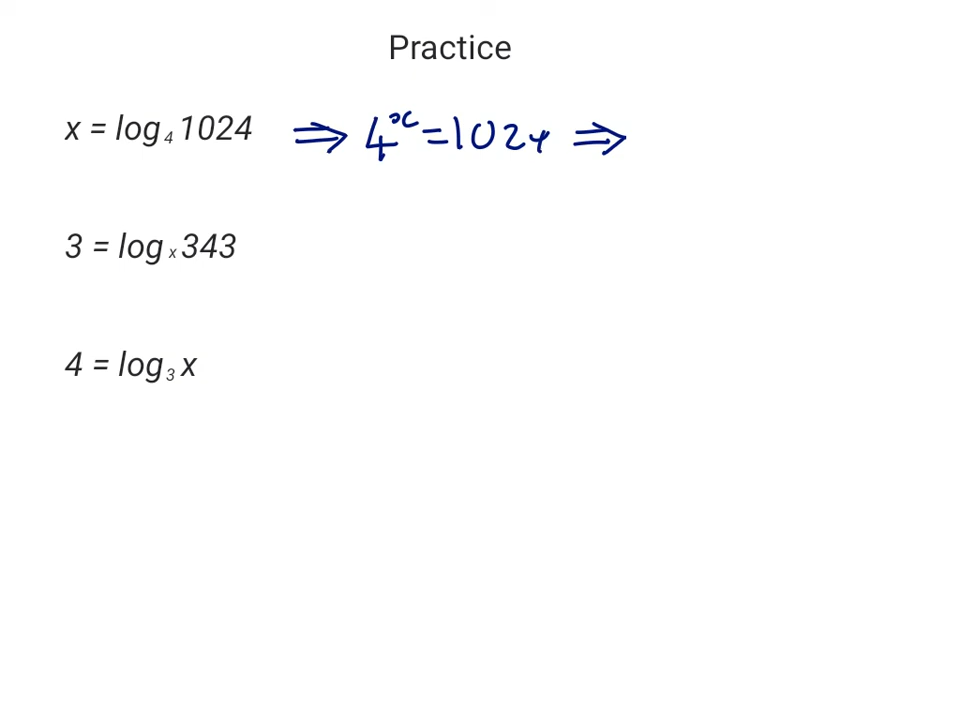 Practice
x = log₄ 1024 ⇒ 4ˣ = 1024 ⇒
3 = logₓ 343
4 = log₃ x